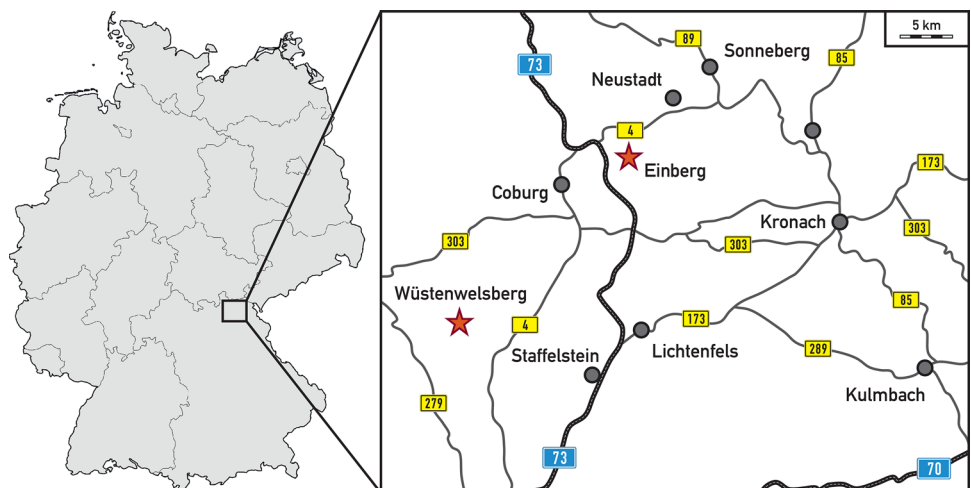 5 km
89
Sonneberg
85
73
Neustadt
4
Einberg
173
Coburg
Kronach
303
303
303
Wüstenwelsberg
85
4
173
Staffelstein
Lichtenfels
289
Kulmbach
279
73
70